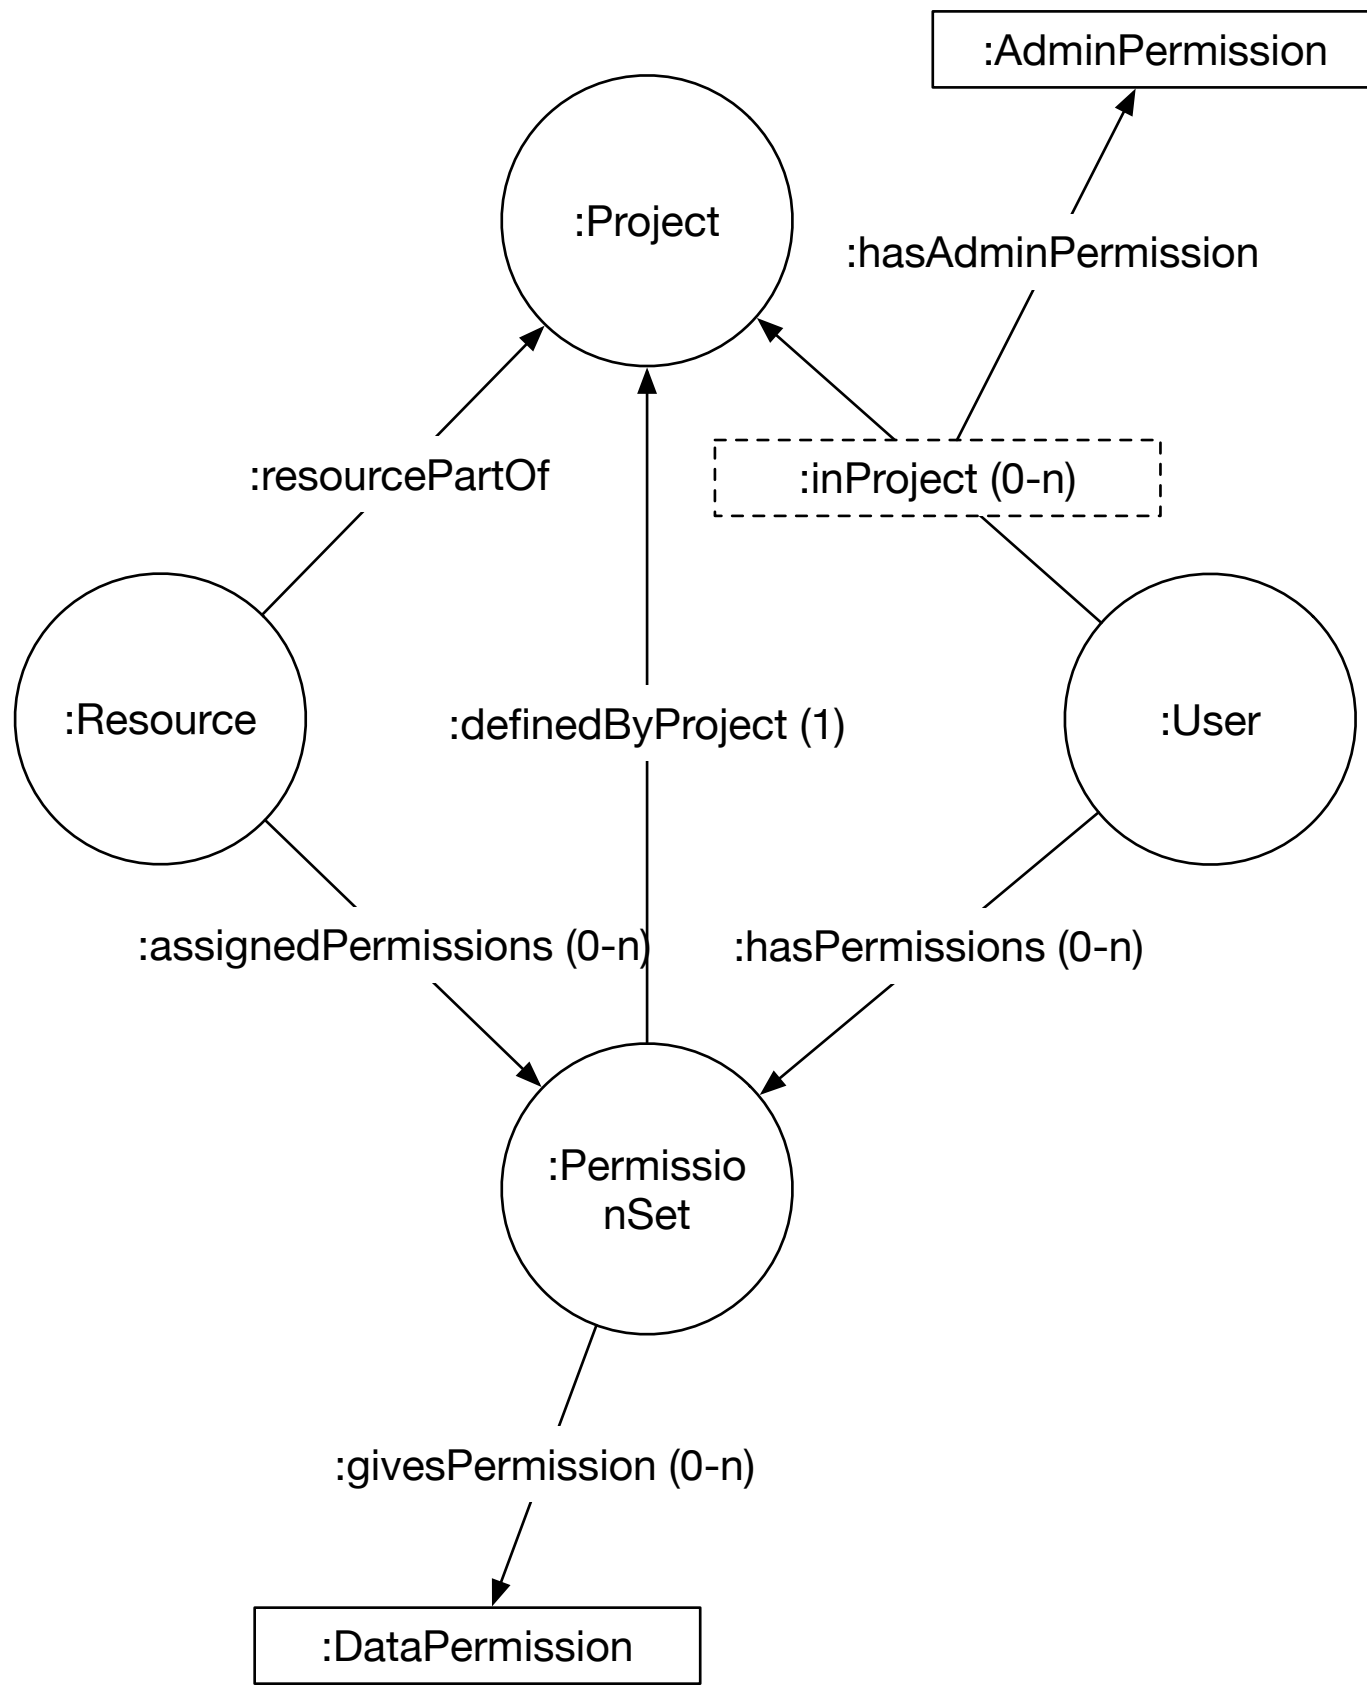 :AdminPermission
:Project
:hasAdminPermission
:resourcePartOf
:inProject (0-n)
:Resource
:definedByProject (1)
:User
:assignedPermissions (0-n)
:hasPermissions (0-n)
:Permissio
nSet
:givesPermission (0-n)
:DataPermission